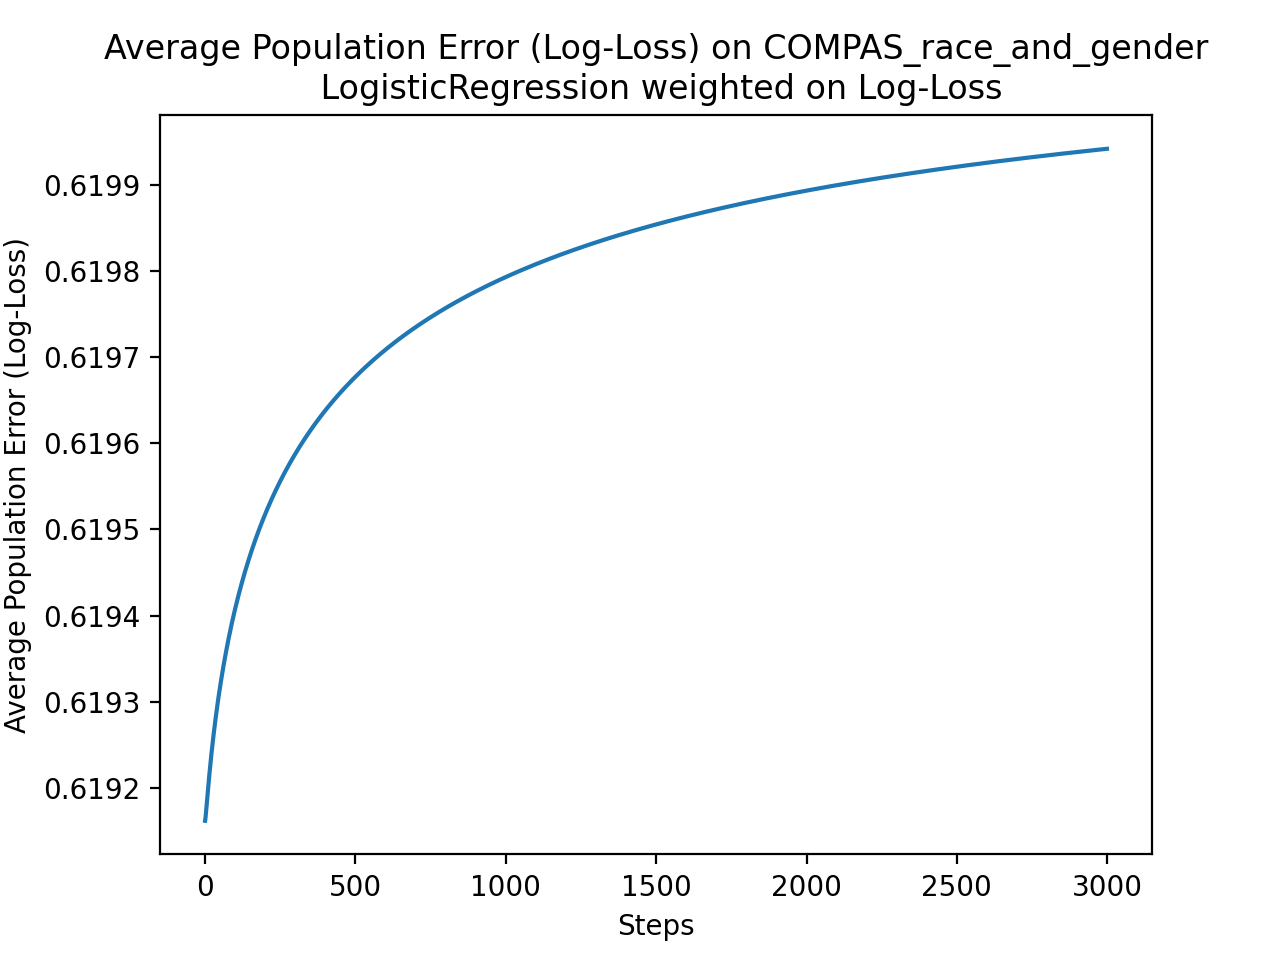 Average Population Error (Log-Loss) on COMPAS_race_and_gender
LogisticRegression weighted on Log-Loss
Average Population Error (Log-Loss)
0.6199
0.6198
0.6197
0.6196
0.6195
0.6194
0.6193
0.6192
0 500 1000 1500 2000 2500 3000
Steps